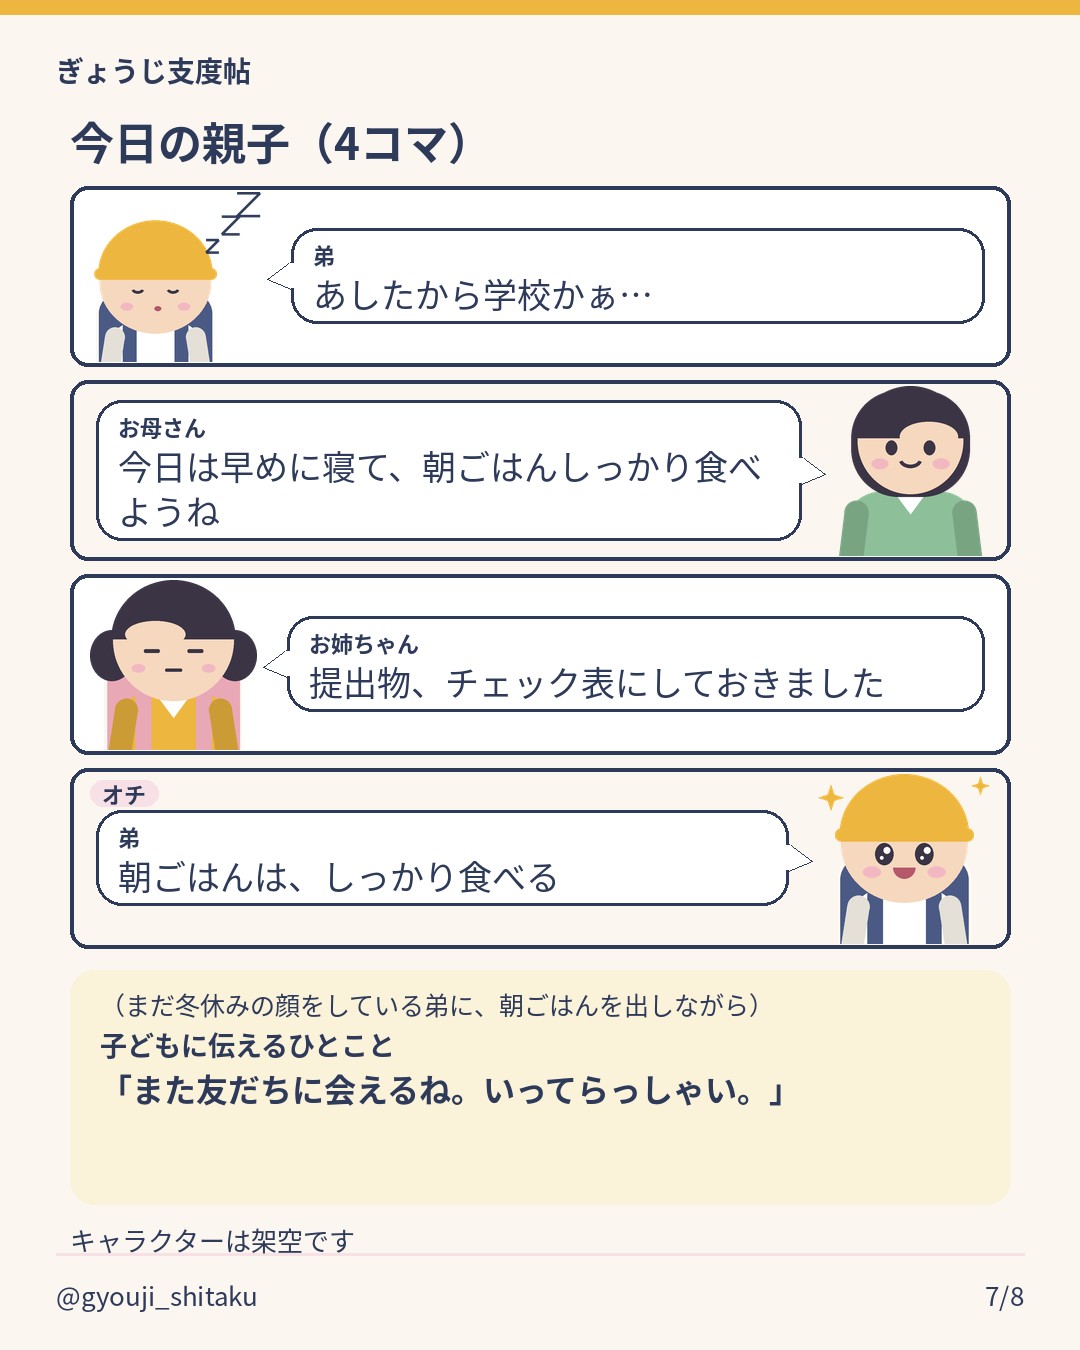 ぎょうじ支度帖
今日の親子（4コマ）
zZZ
弟
あしたから学校かぁ…
お母さん
今日は早めに寝て、朝ごはんしっかり食べ
ようね
お姉ちゃん
提出物、チェック表にしておきました
オチ
弟
朝ごはんは、しっかり食べる
（まだ冬休みの顔をしている弟に、朝ごはんを出しながら）
子どもに伝えるひとこと
「また友だちに会えるね。いってらっしゃい。」
キャラクターは架空です
@gyouji_shitaku
7/8